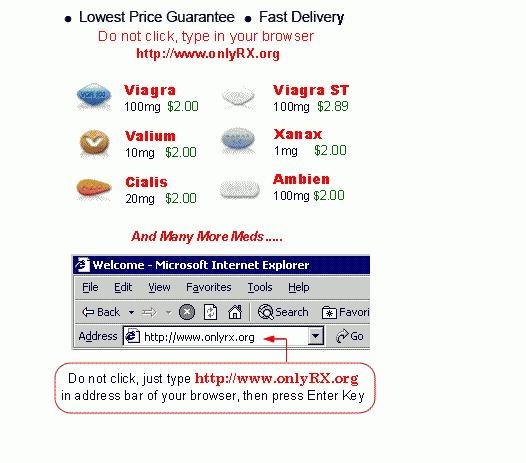 • Lowest Price Guarantee • Fast Delivery
Do not click, type in your browser
http://www.onlyRX.org
Viagra
100mg $2.00
Viagra ST
100mg $2.89
Valium
10mg $2.00
Xanax
1mg $2.00
Cialis
20mg $2.00
Ambien
100mg $2.00
And Many More Meds.....
Welcome - Microsoft Internet Explorer
File Edit View Favorites Tools Help
Back Search Favori
Address http://www.onlyrx.org Go
Do not click, just type http://www.onlyRX.org
in address bar of your browser, then press Enter Key